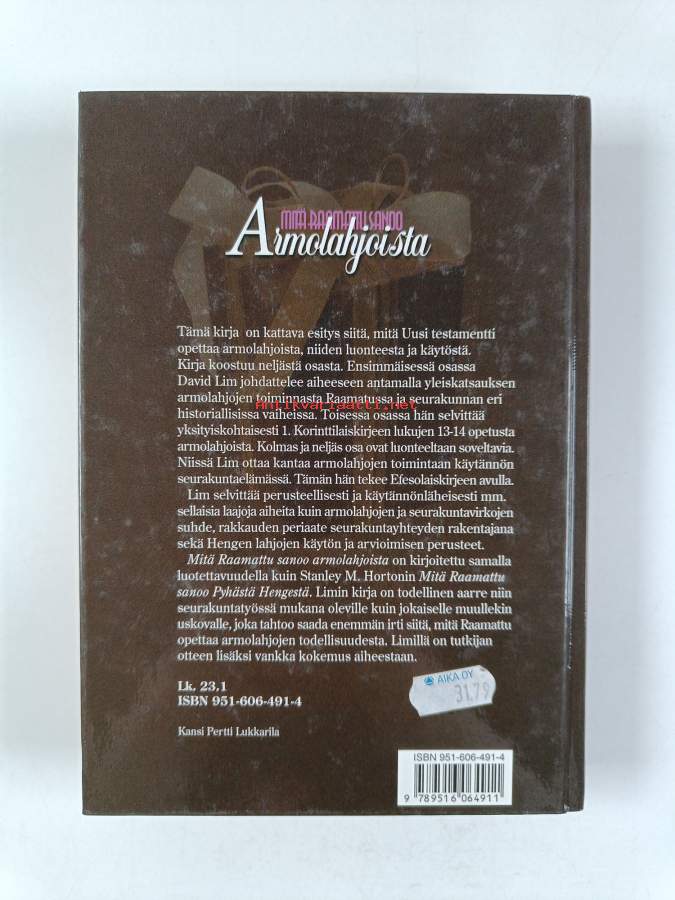 MITÄ RAAMATTU SANOO
Armolahjoista
Tämä kirja on kattava esitys siitä, mitä Uusi testamentti
opettaa armolahjoista, niiden luonteesta ja käytöstä.
Kirja koostuu neljästä osasta. Ensimmäisessä osassa
David Lim johdattelee aiheeseen antamalla yleiskatsauksen
armolahjojen toiminnasta Raamatussa ja seurakunnan eri
Antikvariaatti.net
historiallisissa vaiheissa. Toisessa osassa hän selvittää
yksityiskohtaisesti 1. Korinttilaiskirjeen lukujen 13-14 opetusta
armolahjoista. Kolmas ja neljäs osa ovat luonteeltaan soveltavia.
Niissä Lim ottaa kantaa armolahjojen toimintaan käytännön
seurakuntaelämässä. Tämän hän tekee Efesolaiskirjeen avulla.
Lim selvittää perusteellisesti ja käytännönläheisesti mm.
sellaisia laajoja aiheita kuin armolahjojen ja seurakuntavirkojen
suhde, rakkauden periaate seurakuntayhteyden rakentajana
sekä Hengen lahjojen käytön ja arvioimisen perusteet.
Mitä Raamattu sanoo armolahjoista on kirjoitettu samalla
luotettavuudella kuin Stanley M. Hortonin Mitä Raamattu
sanoo Pyhästä Hengestä. Limin kirja on todellinen aarre niin
seurakuntatyössä mukana oleville kuin jokaiselle muullekin
uskovalle, joka tahtoo saada enemmän irti siitä, mitä Raamattu
opettaa armolahjojen todellisuudesta. Limillä on tutkijan
otteen lisäksi vankka kokemus aiheestaan.
Lk. 23.1
ISBN 951-606-491-4
AIKA OY
31.79
Kansi Pertti Lukkarila
ISBN 951-606-491-4
9 789516 064911